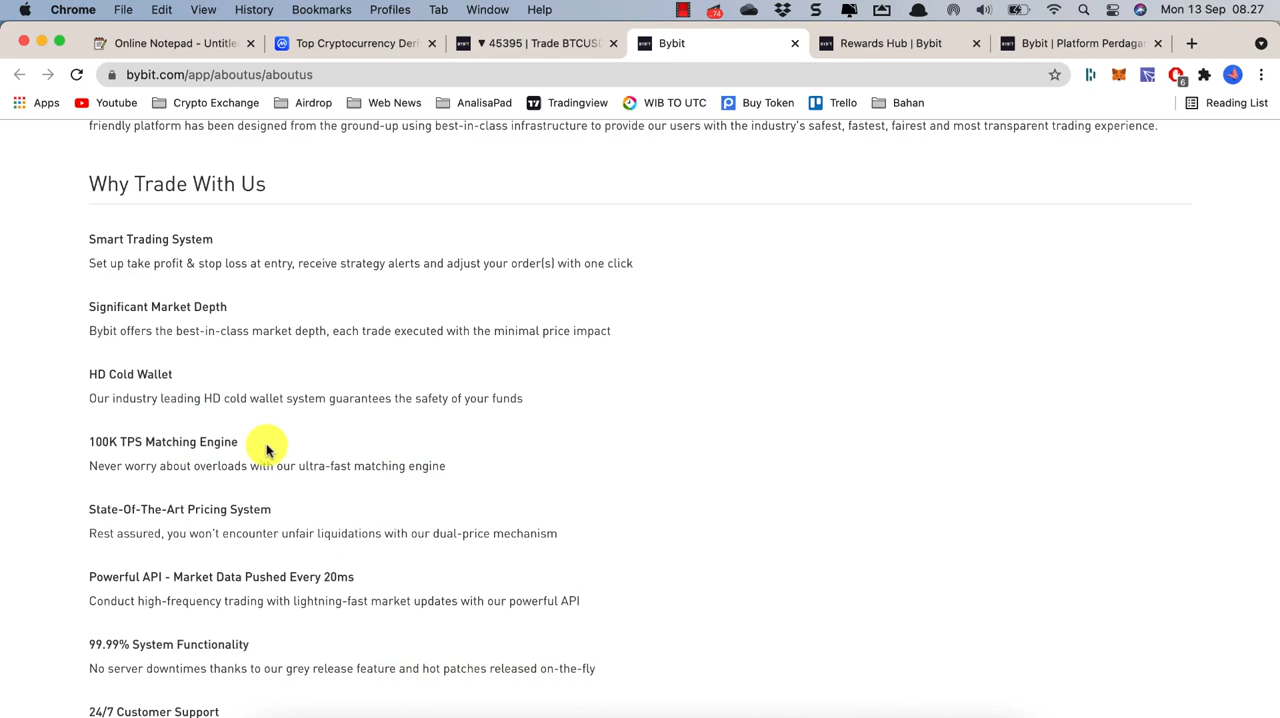 Chrome File Edit View History Bookmarks Profiles Tab Window Help 74 Mon 13 Sep 08.27
Online Notepad - Untitle Top Cryptocurrency Deri ▼ 45395 | Trade BTCUSD Bybit Rewards Hub | Bybit Bybit | Platform Perdagan
bybit.com/app/aboutus/aboutus 6
Apps Youtube Crypto Exchange Airdrop Web News AnalisaPad Tradingview WIB TO UTC Buy Token Trello Bahan Reading List
friendly platform has been designed from the ground-up using best-in-class infrastructure to provide our users with the industry's safest, fastest, fairest and most transparent trading experience.
Why Trade With Us
Smart Trading System
Set up take profit & stop loss at entry, receive strategy alerts and adjust your order(s) with one click
Significant Market Depth
Bybit offers the best-in-class market depth, each trade executed with the minimal price impact
HD Cold Wallet
Our industry leading HD cold wallet system guarantees the safety of your funds
100K TPS Matching Engine
Never worry about overloads with our ultra-fast matching engine
State-Of-The-Art Pricing System
Rest assured, you won't encounter unfair liquidations with our dual-price mechanism
Powerful API - Market Data Pushed Every 20ms
Conduct high-frequency trading with lightning-fast market updates with our powerful API
99.99% System Functionality
No server downtimes thanks to our grey release feature and hot patches released on-the-fly
24/7 Customer Support